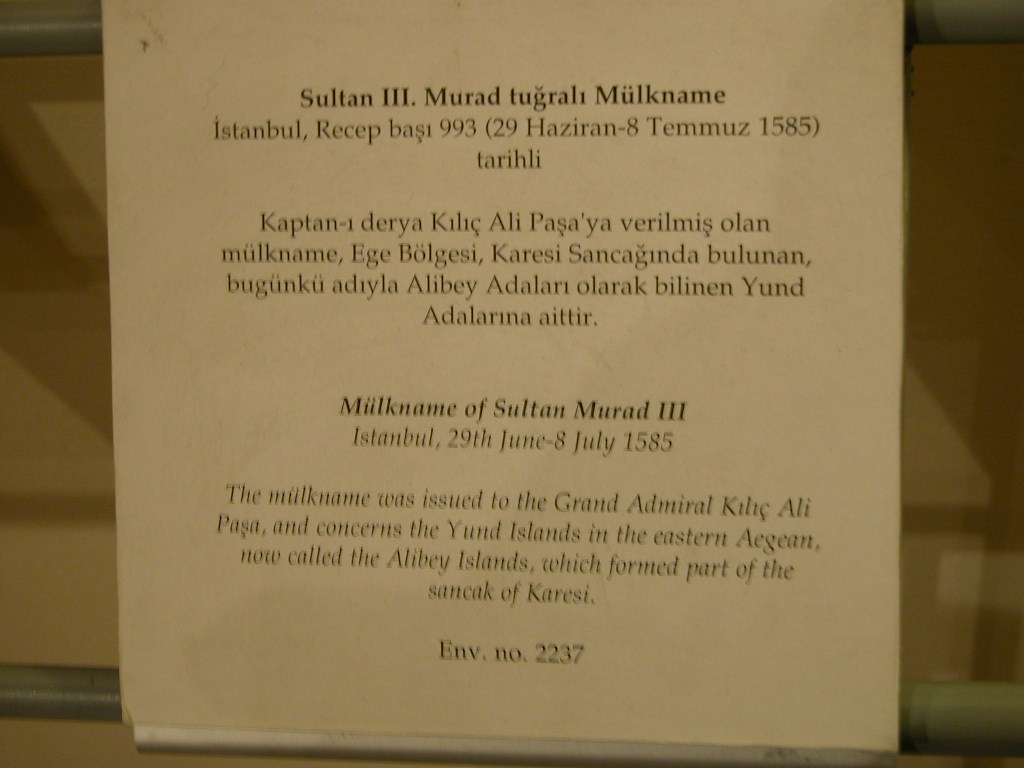 Sultan III. Murad tuğralı Mülkname
İstanbul, Recep başı 993 (29 Haziran-8 Temmuz 1585)
tarihli
Kaptan-ı derya Kılıç Ali Paşa'ya verilmiş olan
mülkname, Ege Bölgesi, Karesi Sancağında bulunan,
bugünkü adıyla Alibey Adaları olarak bilinen Yund
Adalarına aittir.
Mülkname of Sultan Murad III
Istanbul, 29th June-8 July 1585
The mülkname was issued to the Grand Admiral Kılıç Ali
Paşa, and concerns the Yund Islands in the eastern Aegean,
now called the Alibey Islands, which formed part of the
sancak of Karesi.
Env. no. 2237